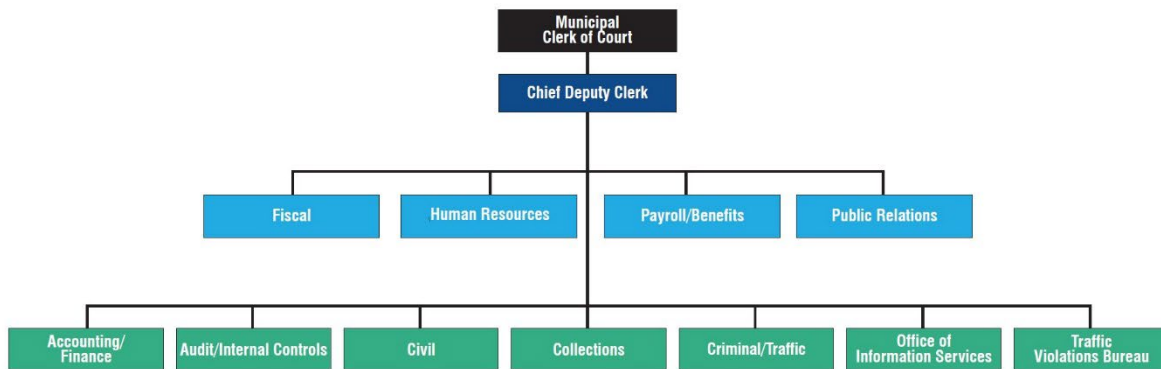 Municipal
Clerk of Court
Chief Deputy Clerk
Fiscal
Human Resources
Payroll/Benefits
Public Relations
Accounting/
Finance
Audit/Internal Controls
Civil
Collections
Criminal/Traffic
Office of
Information Services
Traffic
Violations Bureau